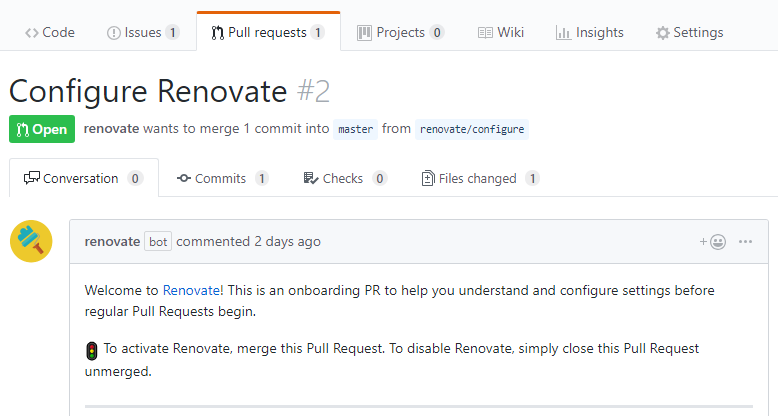 Code Issues 1 Pull requests 1 Projects 0 Wiki Insights Settings
Configure Renovate #2
Open renovate wants to merge 1 commit into master from renovate/configure
Conversation 0 Commits 1 Checks 0 Files changed 1
renovate bot commented 2 days ago
Welcome to Renovate! This is an onboarding PR to help you understand and configure settings before
regular Pull Requests begin.
To activate Renovate, merge this Pull Request. To disable Renovate, simply close this Pull Request
unmerged.